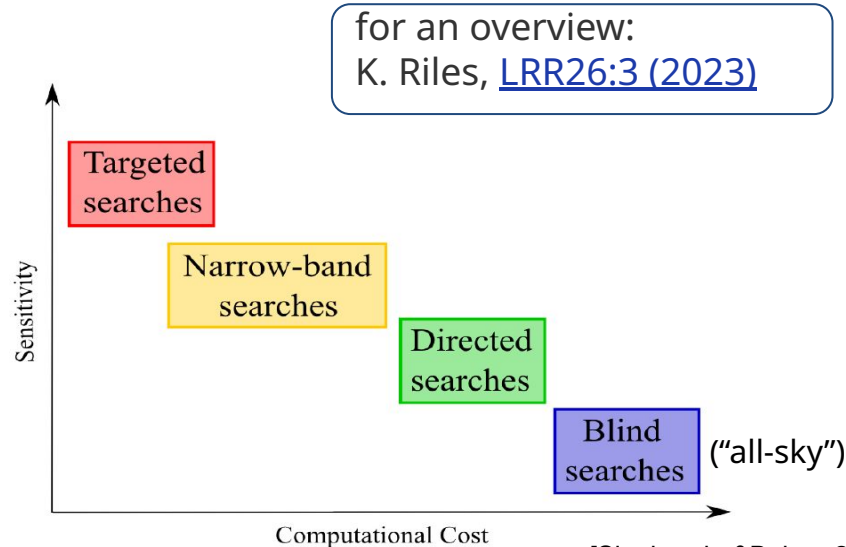 for an overview:
K. Riles, LRR26:3 (2023)
Targeted
searches
Narrow-band
searches
Directed
searches
Blind
searches
(“all-sky”)
Sensitivity
Computational Cost